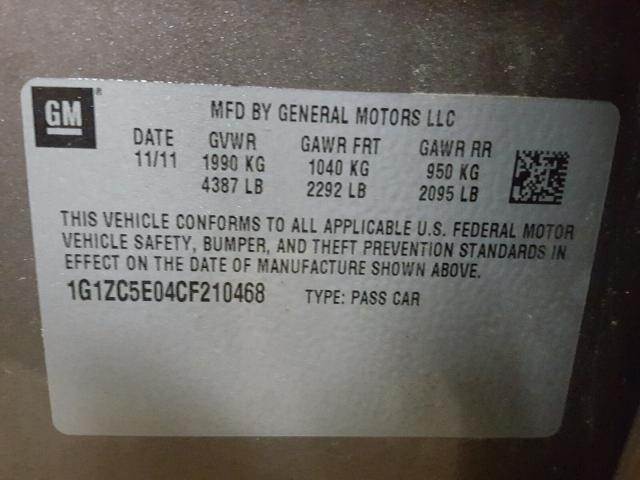 GM®
MFD BY GENERAL MOTORS LLC
DATE GVWR GAWR FRT GAWR RR
11/11 1990 KG 1040 KG 950 KG
4387 LB 2292 LB 2095 LB
THIS VEHICLE CONFORMS TO ALL APPLICABLE U.S. FEDERAL MOTOR
VEHICLE SAFETY, BUMPER, AND THEFT PREVENTION STANDARDS IN
EFFECT ON THE DATE OF MANUFACTURE SHOWN ABOVE.
1G1ZC5E04CF210468 TYPE: PASS CAR